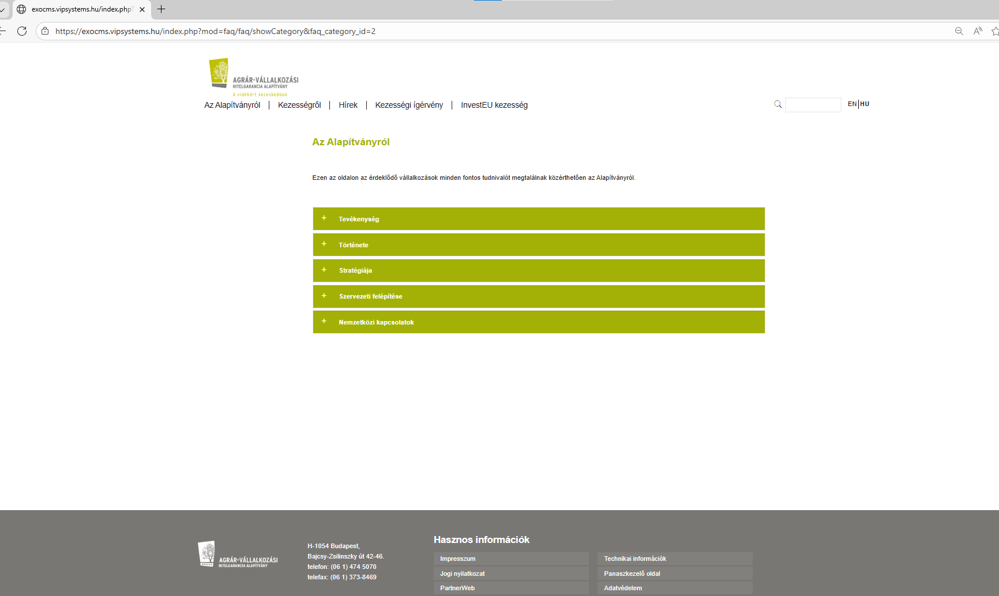 exocms.vipsystems.hu/index.php?
https://exocms.vipsystems.hu/index.php?mod=faq/faq/showCategory&faq_category_id=2
AGRÁR-VÁLLALKOZÁSI
HITELGARANCIA ALAPÍTVÁNY
A vidékért kezeskedünk
Az Alapítványról
Kezességről
Hírek
Kezességi ígérvény
InvestEU kezesség
EN HU
Az Alapítványról
Ezen az oldalon az érdeklődő vállalkozások minden fontos tudnivalót megtalálnak közérthetően az Alapítványról.
+ Tevékenység
+ Története
+ Stratégiája
+ Szervezeti felépítése
+ Nemzetközi kapcsolatok
AGRÁR-VÁLLALKOZÁSI
HITELGARANCIA ALAPÍTVÁNY
H-1054 Budapest,
Bajcsy-Zsilinszky út 42-46.
telefon: (06 1) 474 5070
telefax: (06 1) 373-8469
Hasznos információk
Impresszum
Jogi nyilatkozat
PartnerWeb
Technikai információk
Panaszkezelő oldal
Adatvédelem